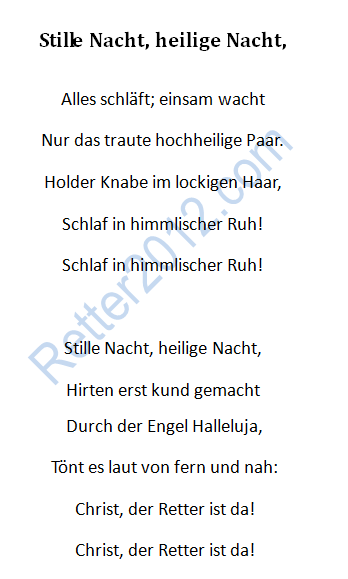 Stille Nacht, heilige Nacht,
Alles schläft; einsam wacht
Nur das traute hochheilige Paar.
Holder Knabe im lockigen Haar,
Schlaf in himmlischer Ruh!
Schlaf in himmlischer Ruh!
Stille Nacht, heilige Nacht,
Hirten erst kund gemacht
Durch der Engel Halleluja,
Tönt es laut von fern und nah:
Christ, der Retter ist da!
Christ, der Retter ist da!
Retter2012.com